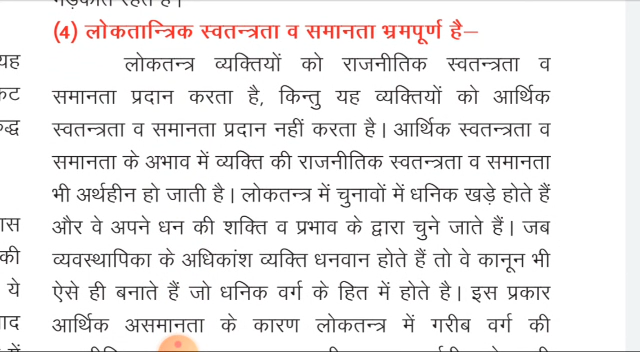 (4) लोकतान्त्रिक स्वतन्त्रता व समानता भ्रमपूर्ण है—
यह
लोकतन्त्र व्यक्तियों को राजनीतिक स्वतन्त्रता व
समानता प्रदान करता है, किन्तु यह व्यक्तियों को आर्थिक
स्वतन्त्रता व समानता प्रदान नहीं करता है। आर्थिक स्वतन्त्रता व
समानता के अभाव में व्यक्ति की राजनीतिक स्वतन्त्रता व समानता
भी अर्थहीन हो जाती है। लोकतन्त्र में चुनावों में धनिक खड़े होते हैं
और वे अपने धन की शक्ति व प्रभाव के द्वारा चुने जाते हैं। जब
की
व्यवस्थापिका के अधिकांश व्यक्ति धनवान होते हैं तो वे कानून भी
ये
ऐसे ही बनाते हैं जो धनिक वर्ग के हित में होते है। इस प्रकार
आर्थिक असमानता के कारण लोकतन्त्र में गरीब वर्ग की